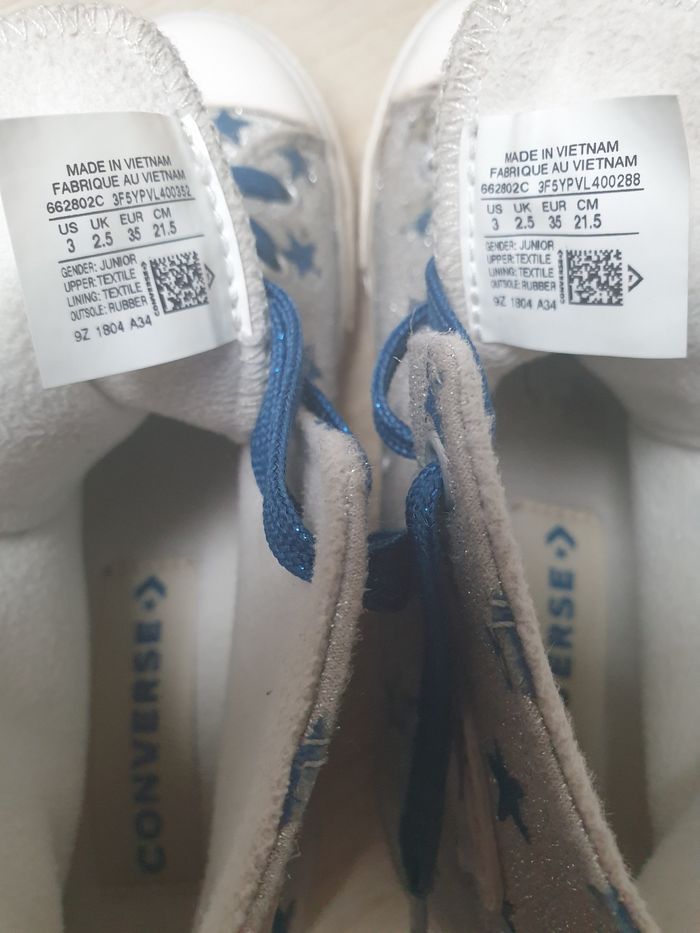 MADE IN VIETNAM
FABRIQUE AU VIETNAM
662802C 3F5YPVL400352
US UK EUR CM
3 2.5 35 21.5
GENDER: JUNIOR
UPPER: TEXTILE
LINING: TEXTILE
OUTSOLE: RUBBER
CONVERSE
9Z 1804 A34
MADE IN VIETNAM
FABRIQUE AU VIETNAM
662802C 3F5YPVL400288
US UK EUR CM
3 2.5 35 21.5
GENDER: JUNIOR
UPPER: TEXTILE
LINING: TEXTILE
OUTSOLE: RUBBER
CONVERSE
9Z 1804 A34
CONVERSE
VERSE